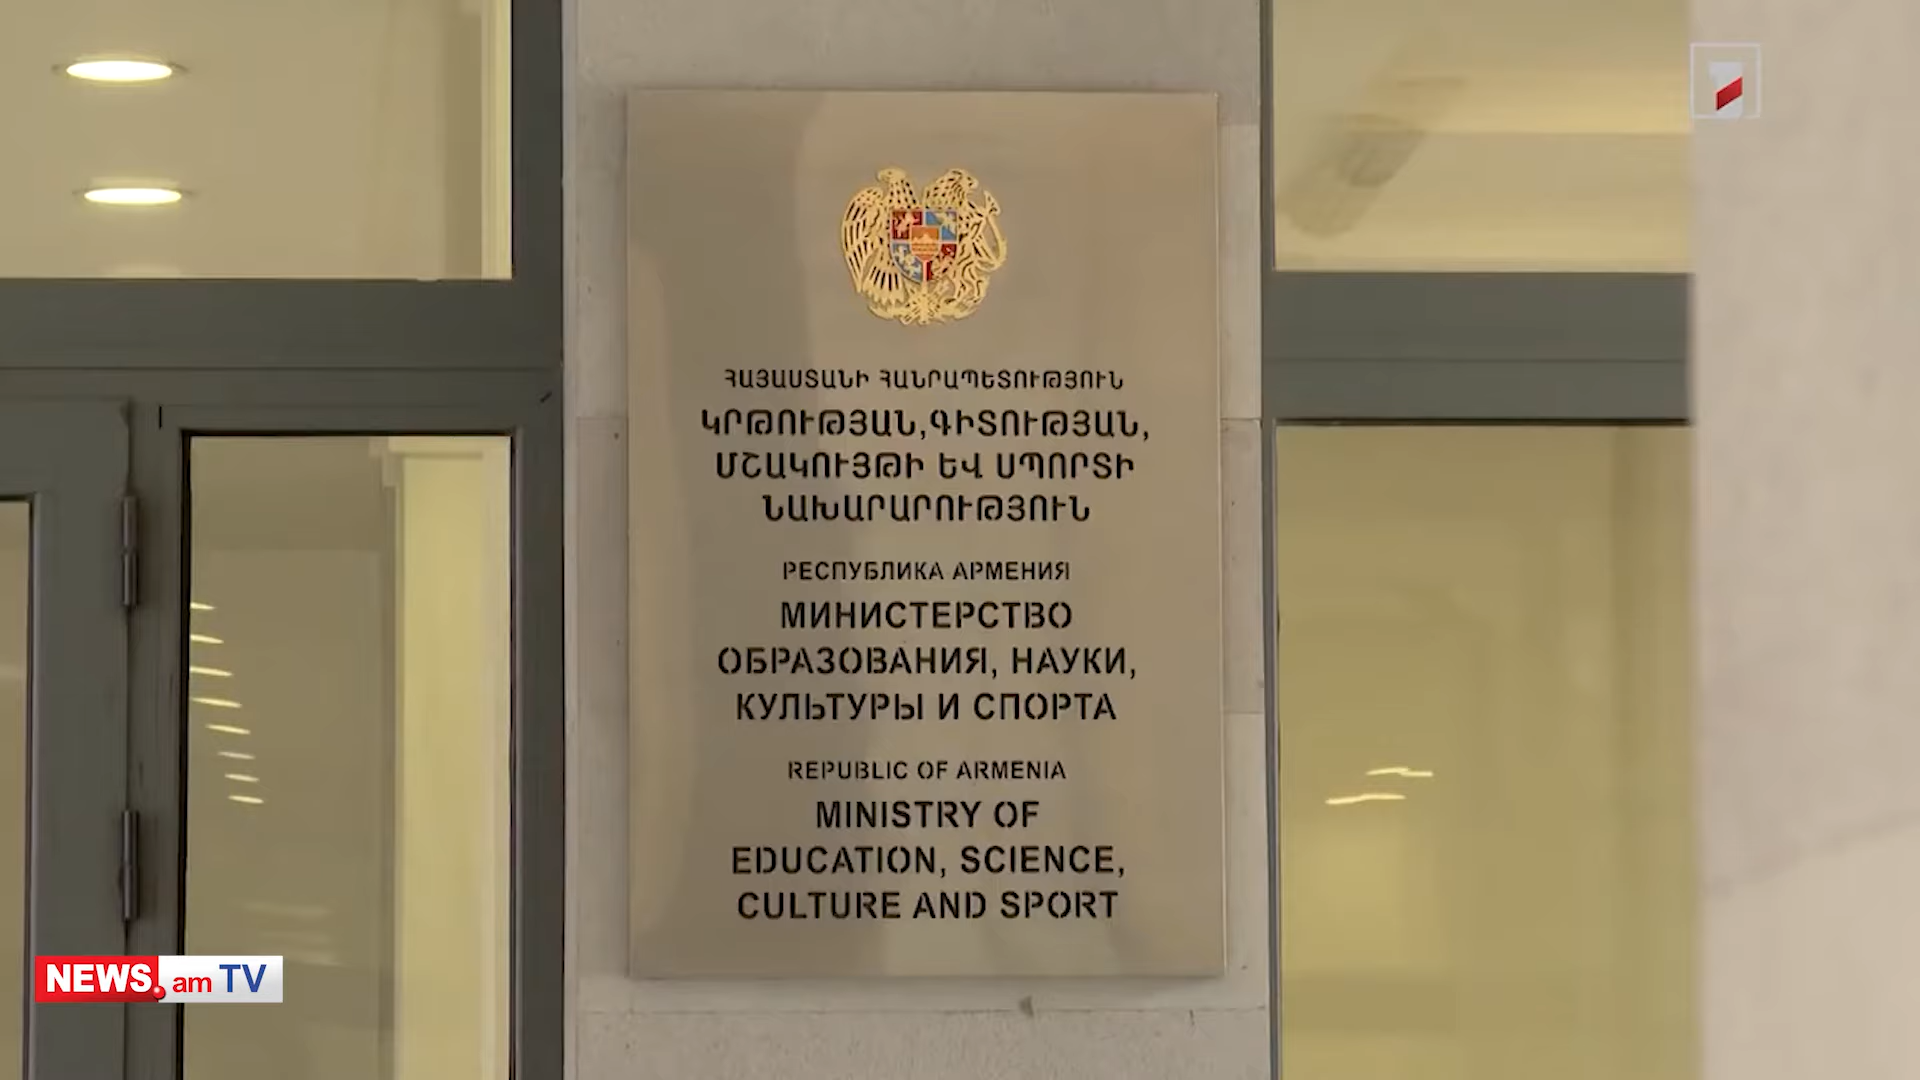 ՀԱՅԱՍՏԱՆԻ ՀԱՆՐԱՊԵՏՈՒԹՅՈՒՆ
ԿՐԹՈՒԹՅԱՆ,ԳԻՏՈՒԹՅԱՆ,
ՄՇԱԿՈՒՅԹԻ ԵՎ ՍՊՈՐՏԻ
ՆԱԽԱՐԱՐՈՒԹՅՈՒՆ
РЕСПУБЛИКА АРМЕНИЯ
МИНИСТЕРСТВО
ОБРАЗОВАНИЯ, НАУКИ,
КУЛЬТУРЫ И СПОРТА
REPUBLIC OF ARMENIA
MINISTRY OF
EDUCATION, SCIENCE,
CULTURE AND SPORT
NEWS.am TV